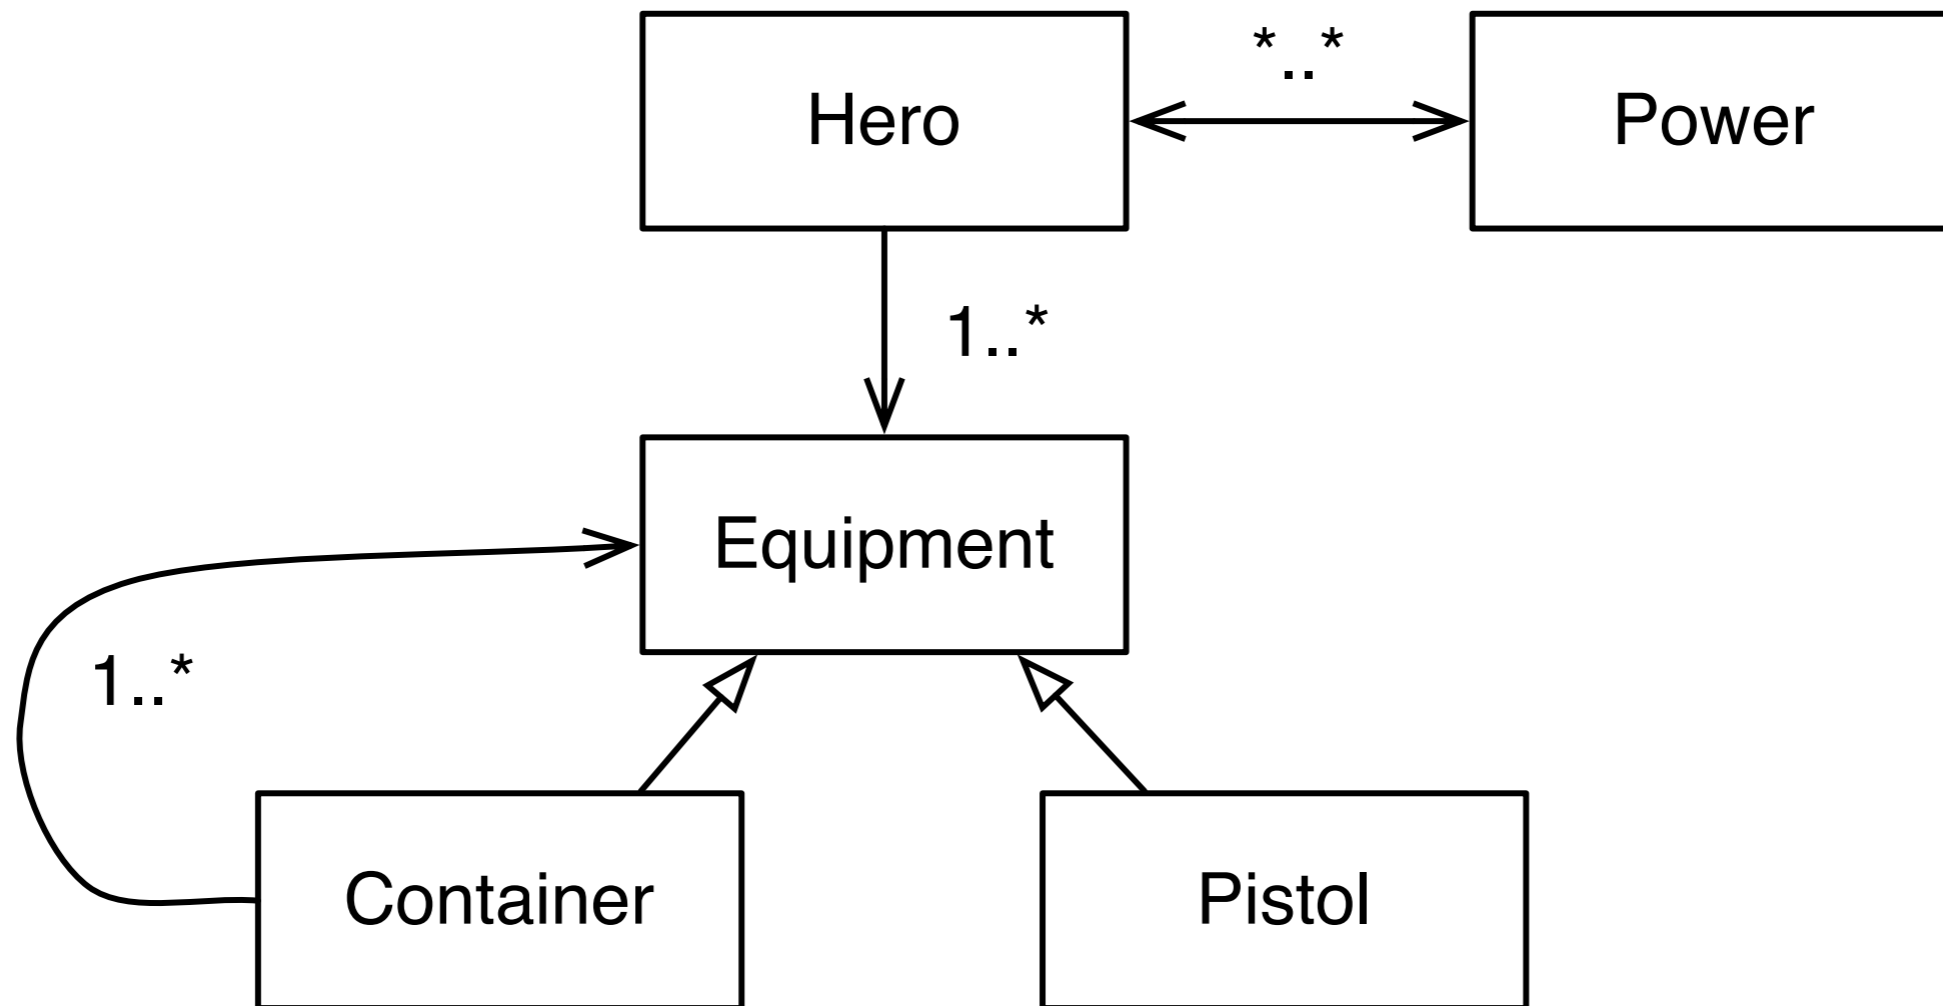 Hero
*..*
Power
1..*
Equipment
1..*
Container
Pistol